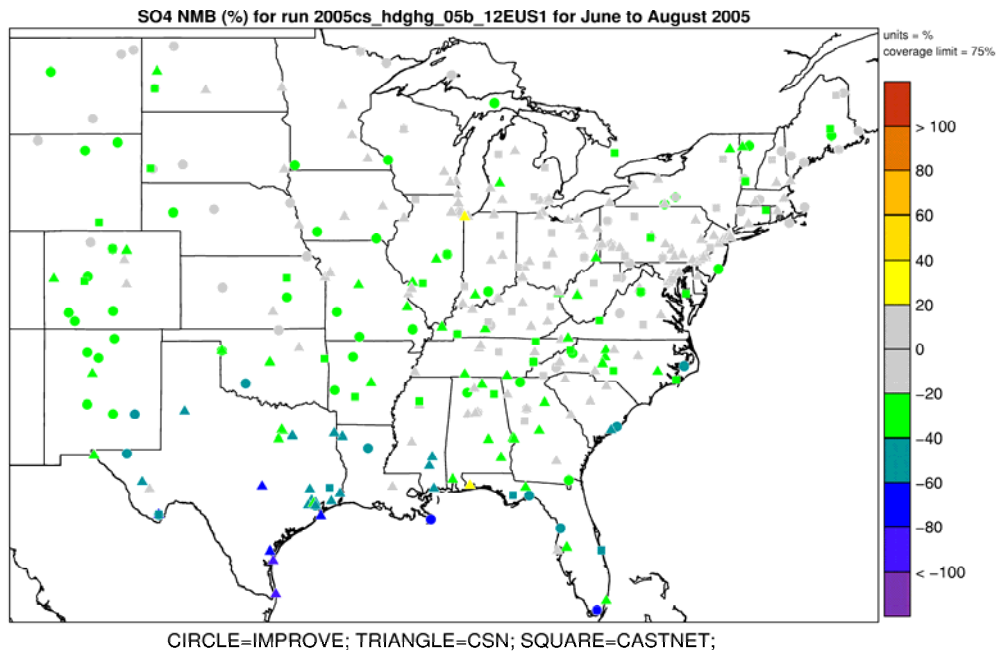 SO4 NMB (%) for run 2005cs_hdghg_05b_12EUS1 for June to August 2005
units = %
coverage limit = 75%
> 100
80
60
40
20
0
−20
−40
−60
−80
< −100
CIRCLE=IMPROVE; TRIANGLE=CSN; SQUARE=CASTNET;